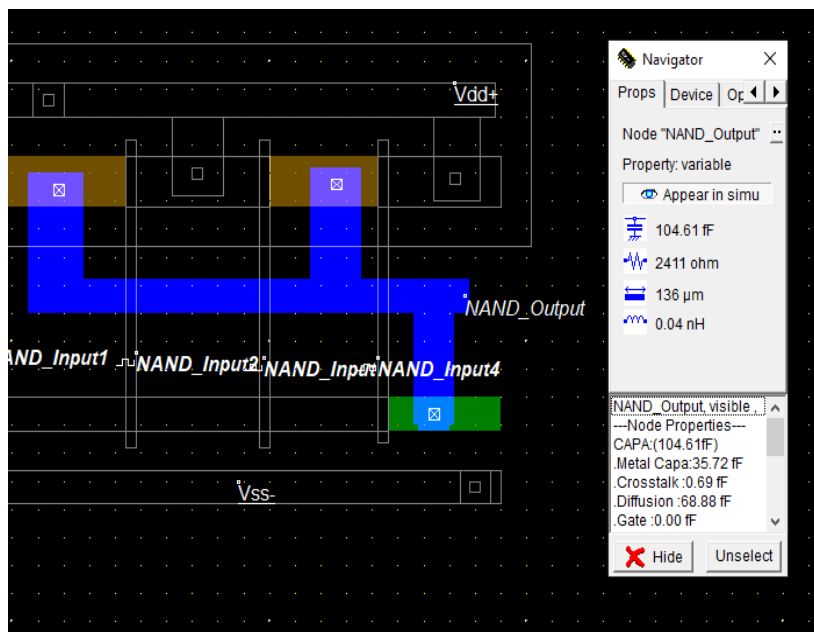 Vdd+
NAND_Output
AND_Input1
NAND_Input2
NAND_Input
NAND_Input4
Vss-
Navigator
Props
Device
Op
Node "NAND_Output"
Property: variable
Appear in simu
104.61 fF
2411 ohm
136 µm
0.04 nH
NAND_Output, visible ,
---Node Properties---
CAPA:(104.61fF)
.Metal Capa:35.72 fF
.Crosstalk :0.69 fF
.Diffusion :68.88 fF
.Gate :0.00 fF
Hide
Unselect